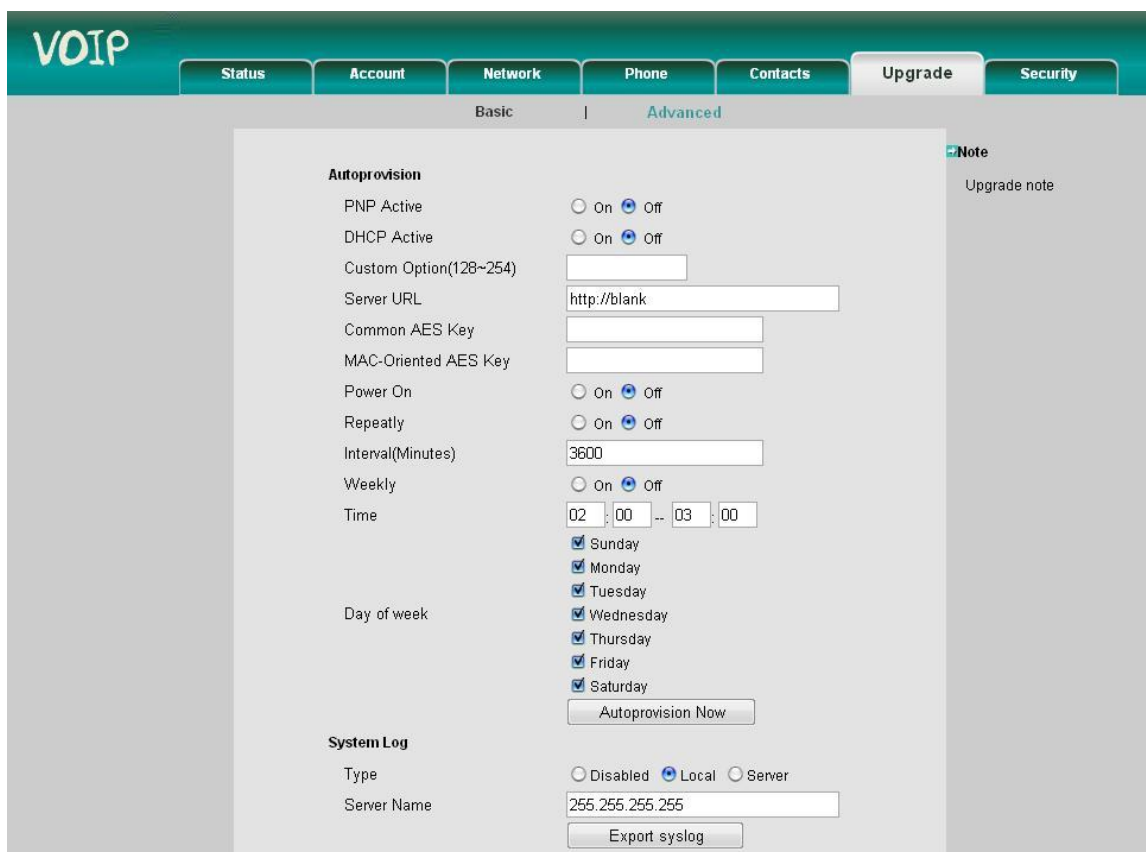 VOIP
Status Account Network Phone Contacts Upgrade Security
Basic | Advanced
Note
Upgrade note
Autoprovision
PNP Active On Off
DHCP Active On Off
Custom Option(128~254)
Server URL http://blank
Common AES Key
MAC-Oriented AES Key
Power On On Off
Repeatly On Off
Interval(Minutes) 3600
Weekly On Off
Time 02 : 00 -- 03 : 00
Sunday
Monday
Tuesday
Day of week Wednesday
Thursday
Friday
Saturday
Autoprovision Now
System Log
Type Disabled Local Server
Server Name 255.255.255.255
Export syslog